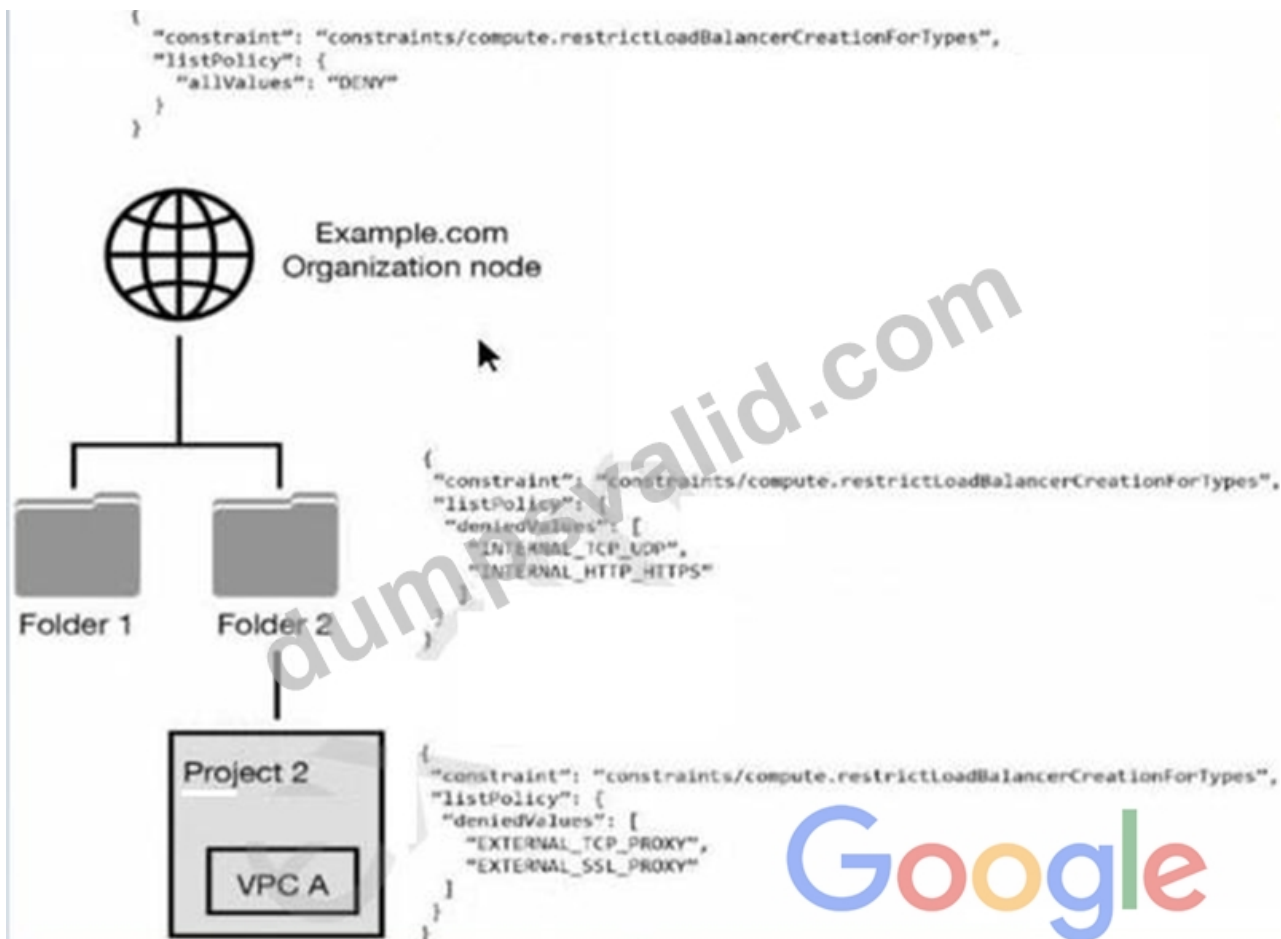 {
"constraint": "constraints/compute.restrictLoadBalancerCreationForTypes",
"listPolicy": {
"allValues": "DENY"
}
}
Example.com
Organization node
{
"constraint": "constraints/compute.restrictLoadBalancerCreationForTypes",
"listPolicy": {
"deniedValues": [
"INTERNAL_TCP_UDP",
"INTERNAL_HTTP_HTTPS"
]
}
}
Folder 1
Folder 2
dumpsvalid.com
Project 2
VPC A
{
"constraint": "constraints/compute.restrictLoadBalancerCreationForTypes",
"listPolicy": {
"deniedValues": [
"EXTERNAL_TCP_PROXY",
"EXTERNAL_SSL_PROXY"
]
}
}
Google